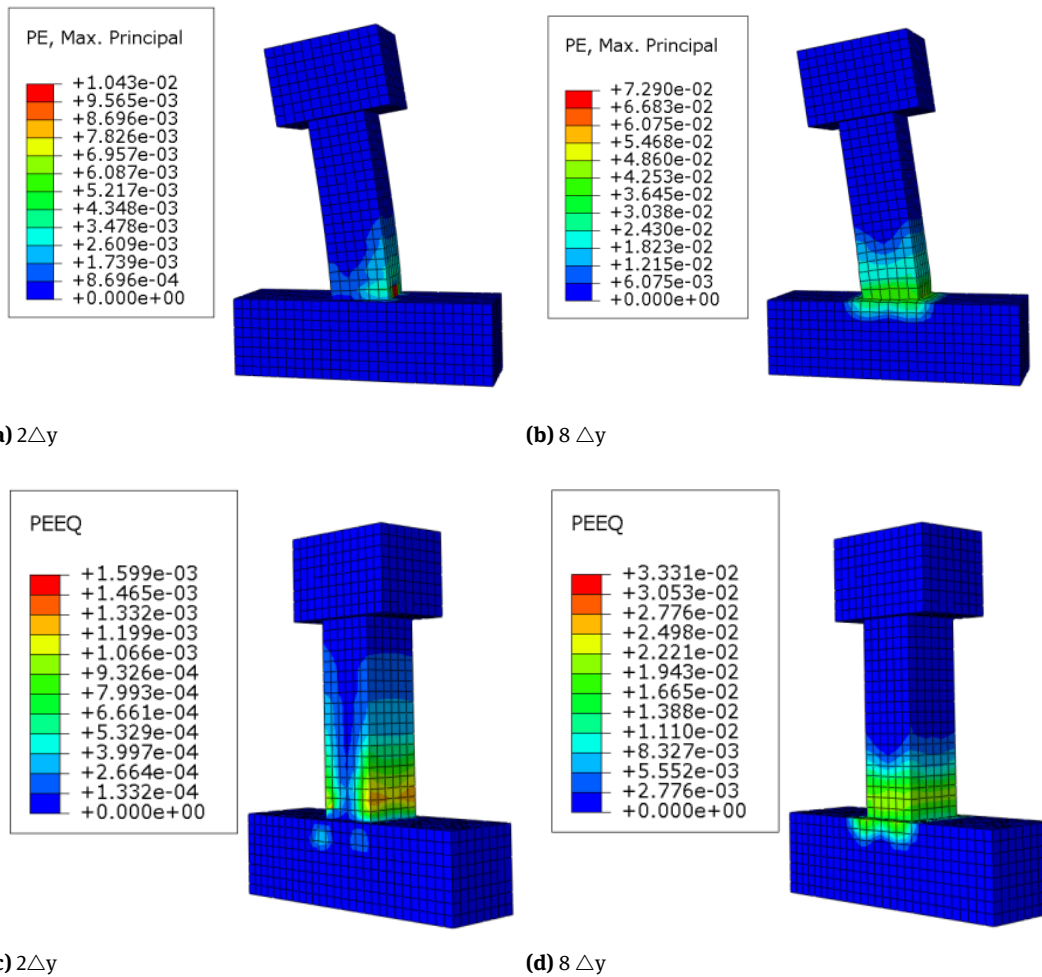 PE, Max. Principal
+1.043e-02
+9.565e-03
+8.696e-03
+7.826e-03
+6.957e-03
+6.087e-03
+5.217e-03
+4.348e-03
+3.478e-03
+2.609e-03
+1.739e-03
+8.696e-04
+0.000e+00
PE, Max. Principal
+7.290e-02
+6.683e-02
+6.075e-02
+5.468e-02
+4.860e-02
+4.253e-02
+3.645e-02
+3.038e-02
+2.430e-02
+1.823e-02
+1.215e-02
+6.075e-03
+0.000e+00
) 2△y
(b) 8 △y
PEEQ
+1.599e-03
+1.465e-03
+1.332e-03
+1.199e-03
+1.066e-03
+9.326e-04
+7.993e-04
+6.661e-04
+5.329e-04
+3.997e-04
+2.664e-04
+1.332e-04
+0.000e+00
PEEQ
+3.331e-02
+3.053e-02
+2.776e-02
+2.498e-02
+2.221e-02
+1.943e-02
+1.665e-02
+1.388e-02
+1.110e-02
+8.327e-03
+5.552e-03
+2.776e-03
+0.000e+00
) 2△y
(d) 8 △y